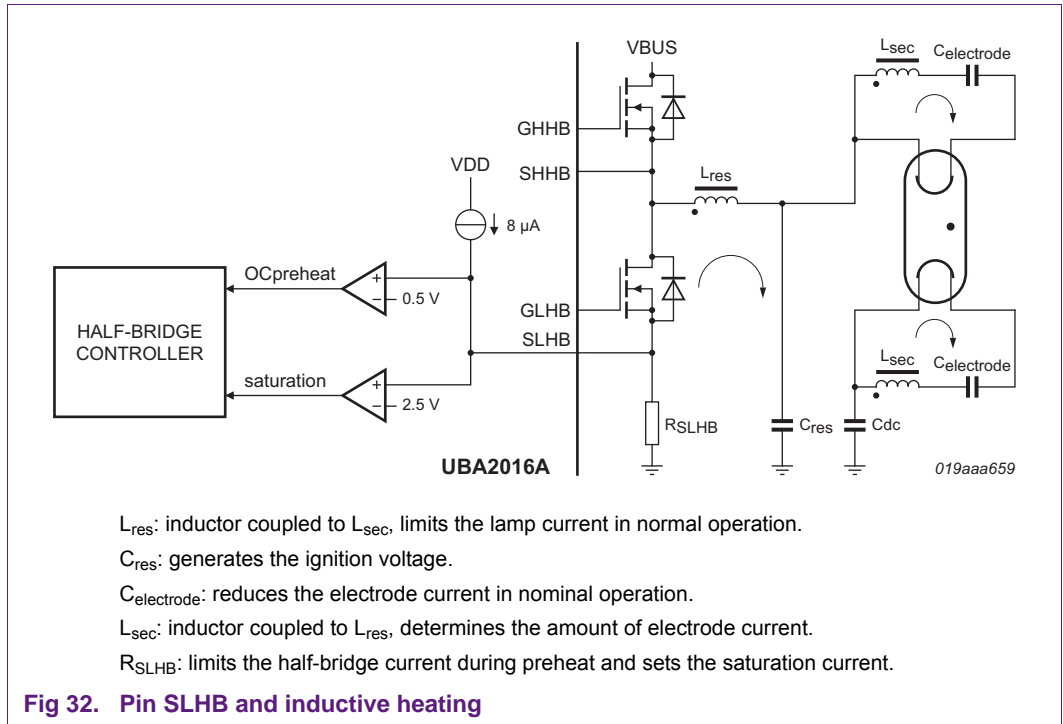 VBUS
Lsec
Celectrode
GHHB
VDD
SHHB
Lres
8 µA
OCpreheat
+
− 0.5 V
GLHB
HALF-BRIDGE
CONTROLLER
SLHB
Lsec
Celectrode
saturation
+
− 2.5 V
RSLHB
Cres
Cdc
UBA2016A
019aaa659
Lres: inductor coupled to Lsec, limits the lamp current in normal operation.
Cres: generates the ignition voltage.
Celectrode: reduces the electrode current in nominal operation.
Lsec: inductor coupled to Lres, determines the amount of electrode current.
RSLHB: limits the half-bridge current during preheat and sets the saturation current.
Fig 32. Pin SLHB and inductive heating